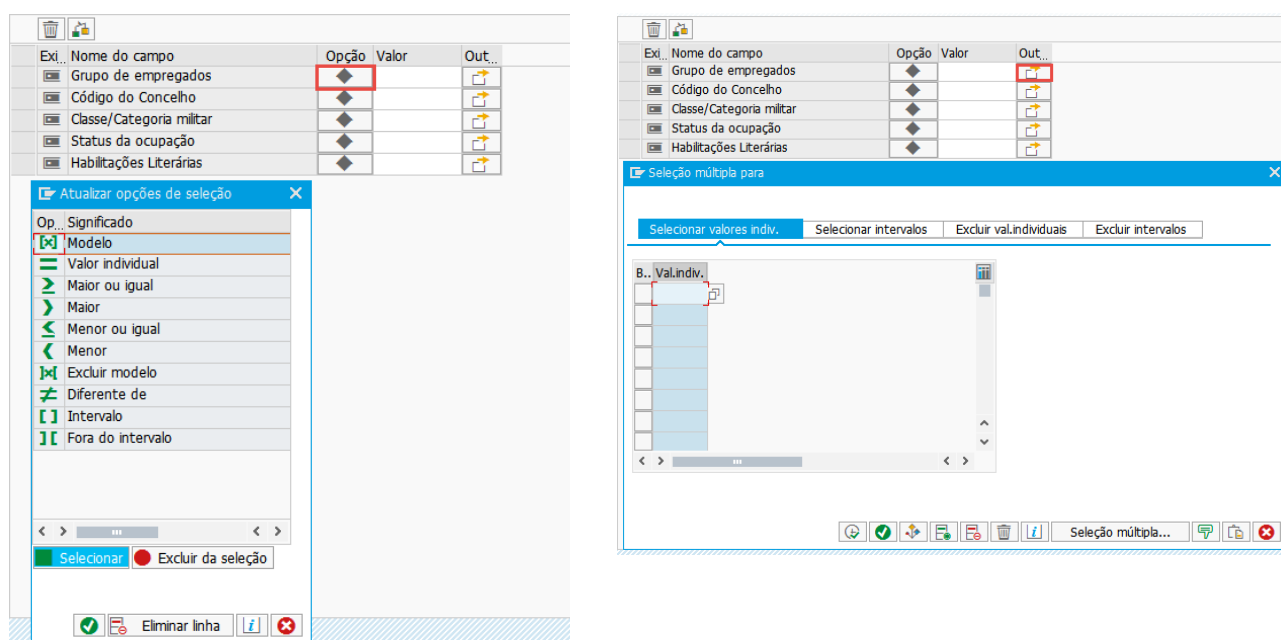 Exi... Nome do campo Opção Valor Out...
Grupo de empregados
Código do Concelho
Classe/Categoria militar
Status da ocupação
Habilitações Literárias
Atualizar opções de seleção
Op... Significado
Modelo
Valor individual
Maior ou igual
Maior
Menor ou igual
Menor
Excluir modelo
Diferente de
Intervalo
Fora do intervalo
Selecionar Excluir da seleção
Eliminar linha
Exi... Nome do campo Opção Valor Out...
Grupo de empregados
Código do Concelho
Classe/Categoria militar
Status da ocupação
Habilitações Literárias
Seleção múltipla para
Selecionar valores indiv. Selecionar intervalos Excluir val.individuais Excluir intervalos
B.. Val.indiv.
Seleção múltipla...